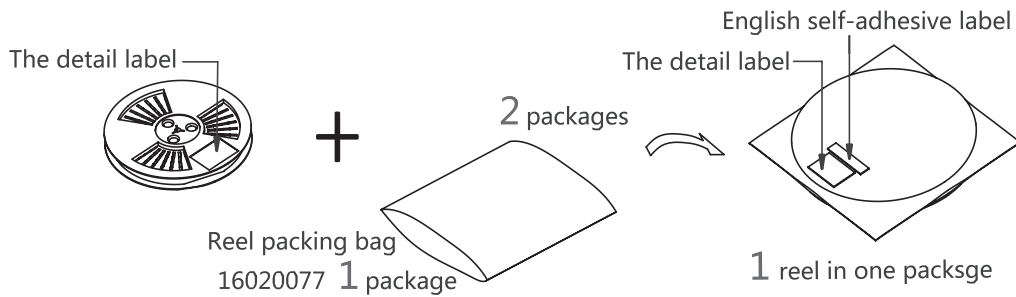 English self-adhesive label
The detail label
The detail label
2 packages
Reel packing bag
16020077 1 package
1 reel in one packsge